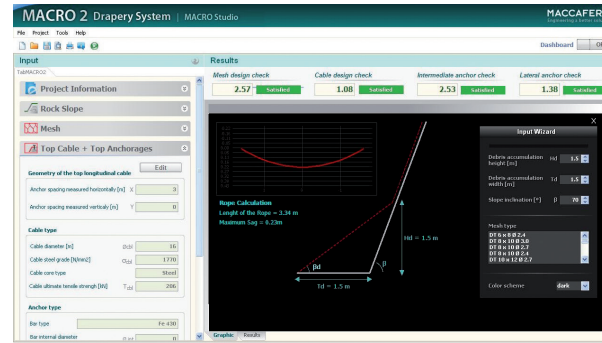 MACRO 2 Drapery System | MACRO Studio
MACCAFER
File Project Tools Help
Dashboard
Input
Results
TabMACRO2
Mesh design check
Cable design check
Intermediate anchor check
Lateral anchor check
2.57 Satisfied
1.08 Satisfied
2.53 Satisfied
1.38 Satisfied
Project Information
Rock Slope
Mesh
Top Cable + Top Anchorages
Geometry of the top longitudinal cable
Edit
Anchor spacing measured horizontally [m] X 3
Anchor spacing measured verticaly [m] Y 0
Cable type
Cable diameter [m] 16
Cable steel grade [N/mm2] 1770
Cable core type Steel
Cable ultimate tensile strengh [kN] 206
Anchor type
Bar type Fe 430
Bar internal diameter 0
Rope Calculation
Lenght of the Rope = 3.34 m
Maximum Sag = 0.23m
Hd = 1.5 m
βd
β
Td = 1.5 m
X
Input Wizard
Debris accumulation height [m] Hd 1.5
Debris accumulation width [m] Td 1.5
Slope inclination [°] β 70
Mesh type
DT 6 x 8 Ø 2.4
DT 8 x 10 Ø 3.0
DT 8 x 10 Ø 2.7
DT 8 x 10 Ø 2.4
DT 10 x 12 Ø 2.7
Color scheme dark
Graphic Results